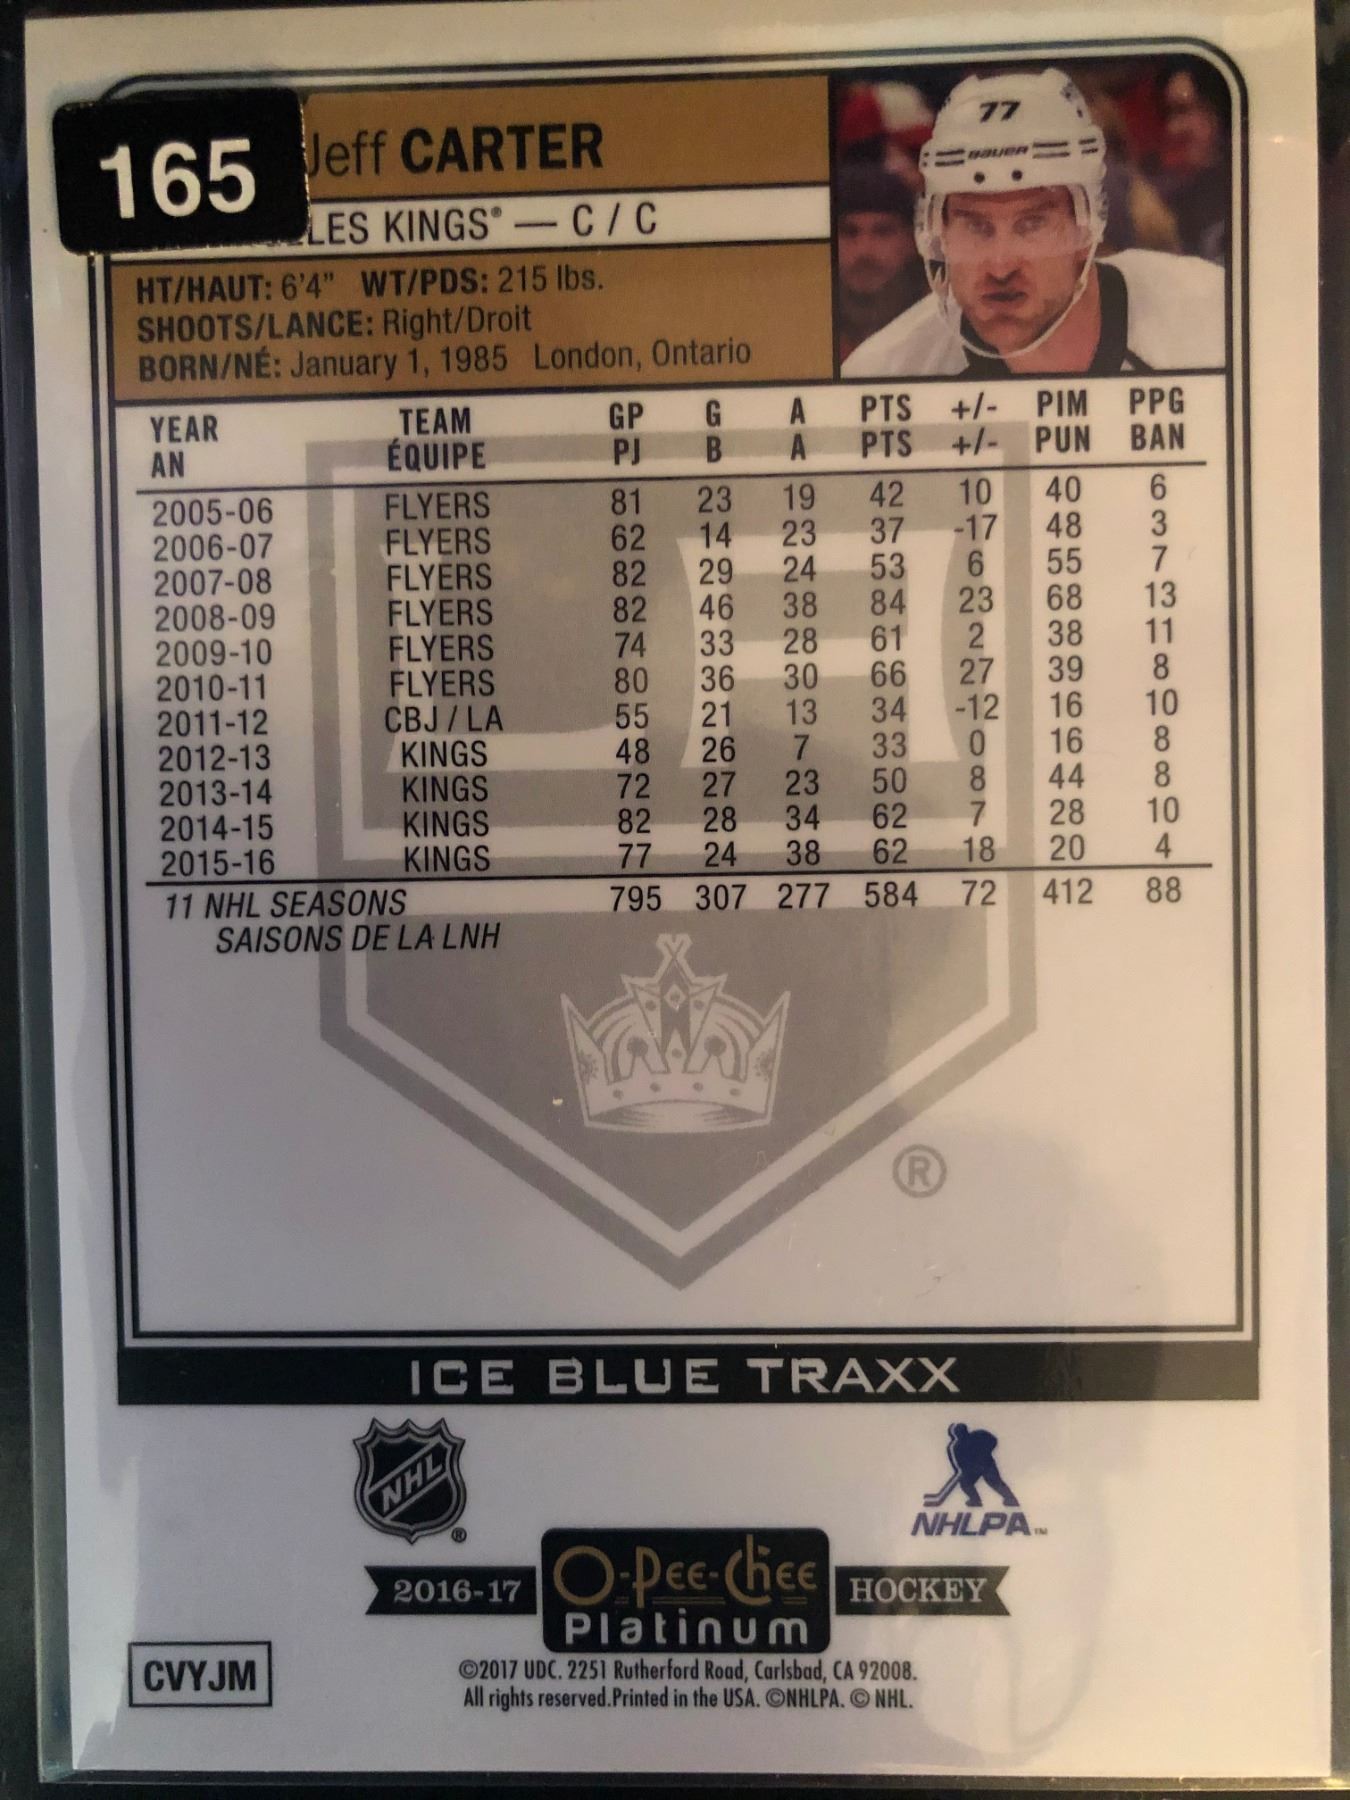 165
Jeff CARTER
LES KINGS® — C / C
HT/HAUT: 6'4" WT/PDS: 215 lbs.
SHOOTS/LANCE: Right/Droit
BORN/NÉ: January 1, 1985 London, Ontario
77
BAUER
YEAR TEAM GP G A PTS +/- PIM PPG
AN ÉQUIPE PJ B A PTS +/- PUN BAN
2005-06 FLYERS 81 23 19 42 10 40 6
2006-07 FLYERS 62 14 23 37 -17 48 3
2007-08 FLYERS 82 29 24 53 6 55 7
2008-09 FLYERS 82 46 38 84 23 68 13
2009-10 FLYERS 74 33 28 61 2 38 11
2010-11 FLYERS 80 36 30 66 27 39 8
2011-12 CBJ / LA 55 21 13 34 -12 16 10
2012-13 KINGS 48 26 7 33 0 16 8
2013-14 KINGS 72 27 23 50 8 44 8
2014-15 KINGS 82 28 34 62 7 28 10
2015-16 KINGS 77 24 38 62 18 20 4
11 NHL SEASONS 795 307 277 584 72 412 88
SAISONS DE LA LNH
®
ICE BLUE TRAXX
NHL ®
NHLPA ™
2016-17 O-Pee-Chee HOCKEY
Platinum
CVYJM
©2017 UDC. 2251 Rutherford Road, Carlsbad, CA 92008.
All rights reserved.Printed in the USA. ©NHLPA. © NHL.